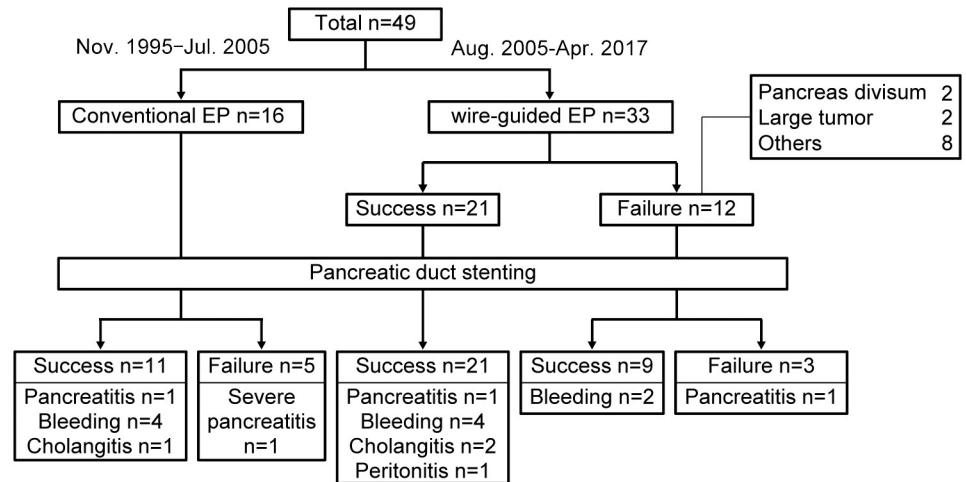 Total n=49
Nov. 1995-Jul. 2005
Aug. 2005-Apr. 2017
Conventional EP n=16
wire-guided EP n=33
Pancreas divisum 2
Large tumor 2
Others 8
Success n=21
Failure n=12
Pancreatic duct stenting
Success n=11
Pancreatitis n=1
Bleeding n=4
Cholangitis n=1
Failure n=5
Severe
pancreatitis
n=1
Success n=21
Pancreatitis n=1
Bleeding n=4
Cholangitis n=2
Peritonitis n=1
Success n=9
Bleeding n=2
Failure n=3
Pancreatitis n=1